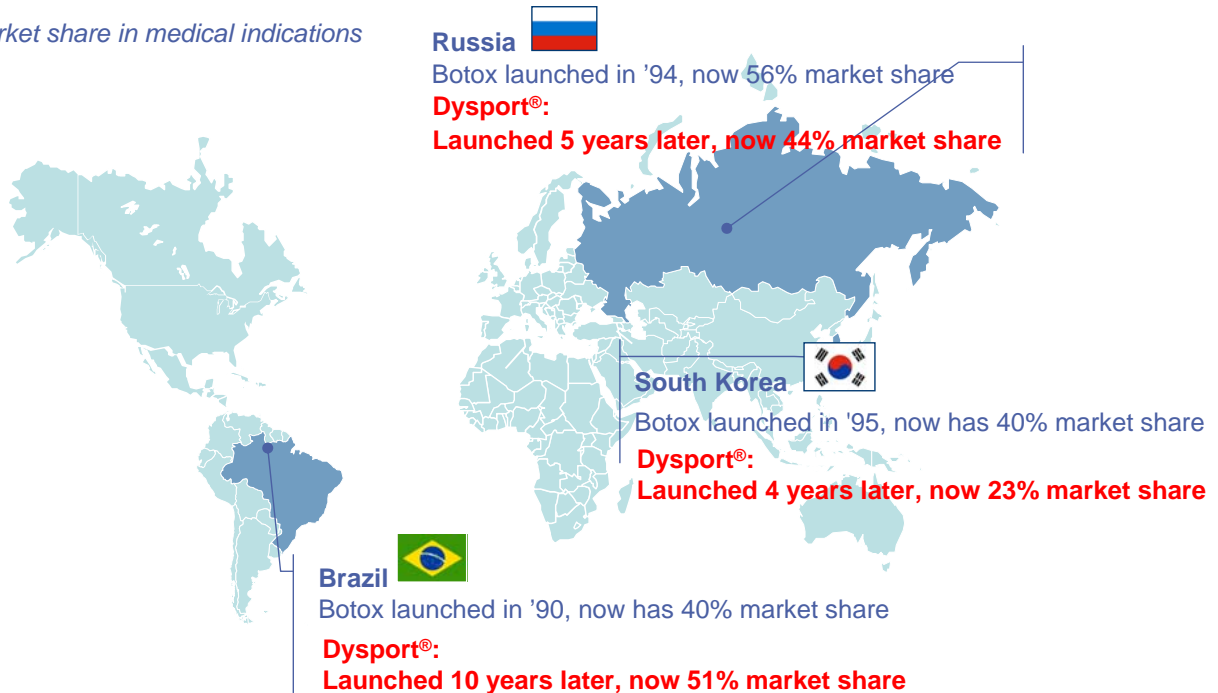 market share in medical indications
Russia
Botox launched in ’94, now 56% market share
Dysport®:
Launched 5 years later, now 44% market share
South Korea
Botox launched in '95, now has 40% market share
Dysport®:
Launched 4 years later, now 23% market share
Brazil
Botox launched in ’90, now has 40% market share
Dysport®:
Launched 10 years later, now 51% market share